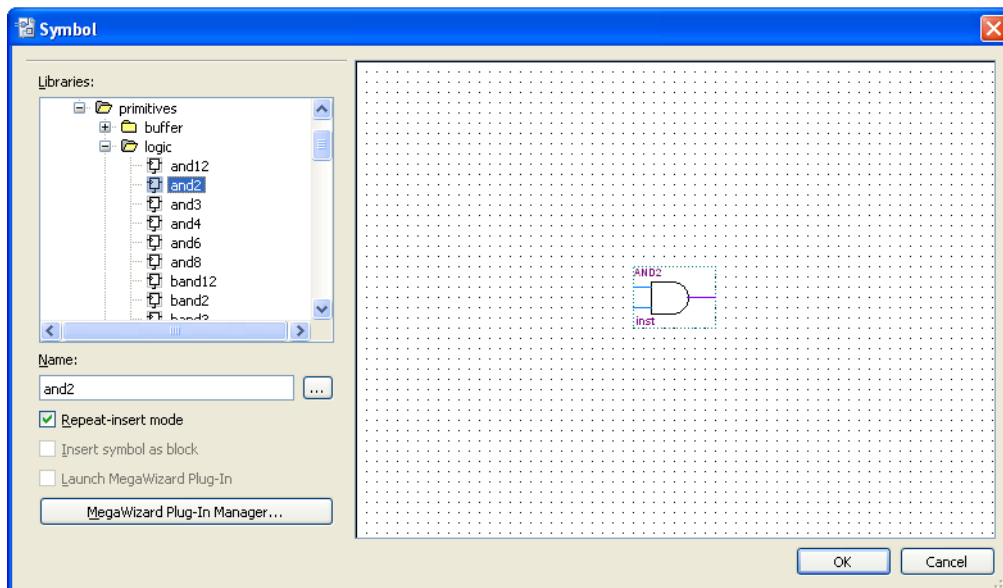 Symbol
Libraries:
primitives
buffer
logic
and12
and2
and3
and4
and6
and8
band12
band2
band3
Name:
and2
...
Repeat-insert mode
Insert symbol as block
Launch MegaWizard Plug-In
MegaWizard Plug-In Manager...
AND2
inst
OK
Cancel